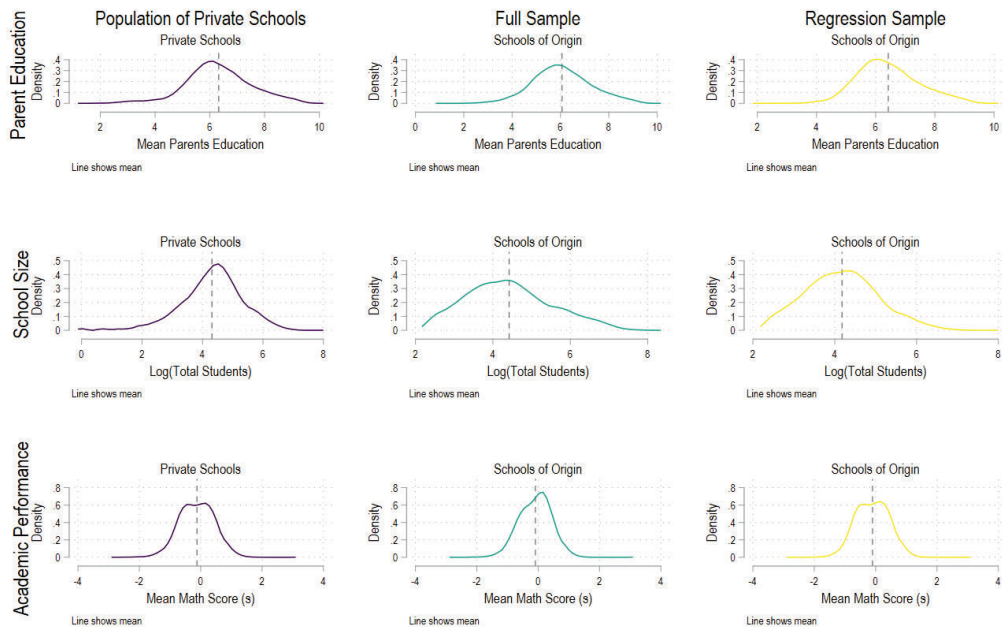 Population of Private Schools
Full Sample
Regression Sample
Parent Education
Private Schools
Density
.4
.3
.2
.1
0
2
4
6
8
10
Mean Parents Education
Line shows mean
Schools of Origin
Density
.4
.3
.2
.1
0
0
2
4
6
8
10
Mean Parents Education
Line shows mean
Schools of Origin
Density
.4
.3
.2
.1
0
2
4
6
8
10
Mean Parents Education
Line shows mean
School Size
Private Schools
Density
.5
.4
.3
.2
.1
0
0
2
4
6
8
Log(Total Students)
Line shows mean
Schools of Origin
Density
.5
.4
.3
.2
.1
0
2
4
6
8
Log(Total Students)
Line shows mean
Schools of Origin
Density
.5
.4
.3
.2
.1
0
2
4
6
8
Log(Total Students)
Line shows mean
Academic Performance
Private Schools
Density
.8
.6
.4
.2
0
-4
-2
0
2
4
Mean Math Score (s)
Line shows mean
Schools of Origin
Density
.8
.6
.4
.2
0
-4
-2
0
2
4
Mean Math Score (s)
Line shows mean
Schools of Origin
Density
.8
.6
.4
.2
0
-4
-2
0
2
4
Mean Math Score (s)
Line shows mean